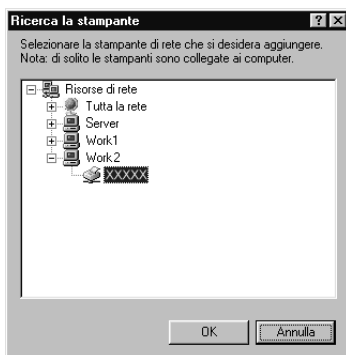 Ricerca la stampante
Selezionare la stampante di rete che si desidera aggiungere.
Nota: di solito le stampanti sono collegate ai computer.
Risorse di rete
Tutta la rete
Server
Work1
Work2
XXXXX
OK
Annulla